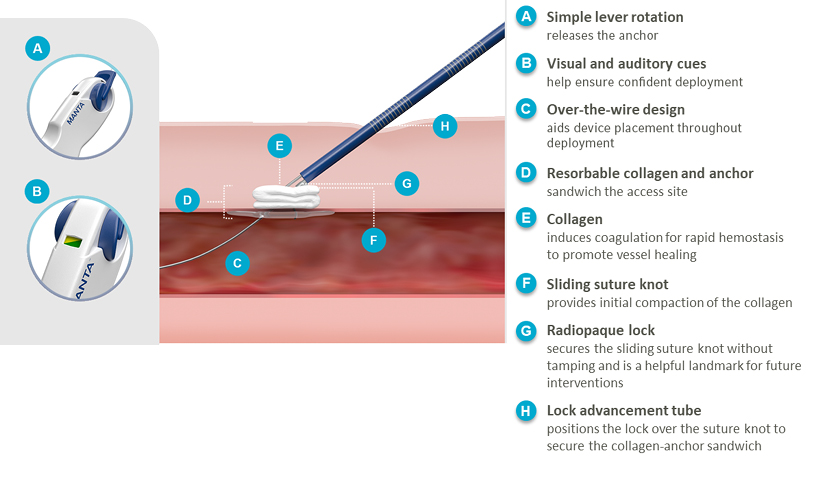 A
MANTA
B
ANTA
E
H
D
G
F
C
A Simple lever rotation
releases the anchor
B Visual and auditory cues
help ensure confident deployment
C Over-the-wire design
aids device placement throughout
deployment
D Resorbable collagen and anchor
sandwich the access site
E Collagen
induces coagulation for rapid hemostasis
to promote vessel healing
F Sliding suture knot
provides initial compaction of the collagen
G Radiopaque lock
secures the sliding suture knot without
tamping and is a helpful landmark for future
interventions
H Lock advancement tube
positions the lock over the suture knot to
secure the collagen-anchor sandwich